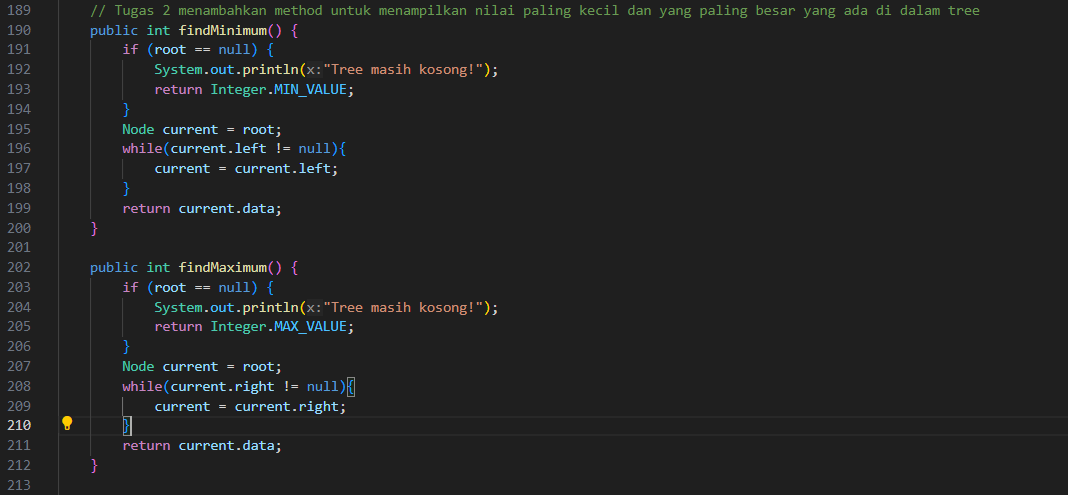 189 // Tugas 2 menambahkan method untuk menampilkan nilai paling kecil dan yang paling besar yang ada di dalam tree
190 public int findMinimum() {
191 if (root == null) {
192 System.out.println(x:"Tree masih kosong!");
193 return Integer.MIN_VALUE;
194 }
195 Node current = root;
196 while(current.left != null){
197 current = current.left;
198 }
199 return current.data;
200 }
201
202 public int findMaximum() {
203 if (root == null) {
204 System.out.println(x:"Tree masih kosong!");
205 return Integer.MAX_VALUE;
206 }
207 Node current = root;
208 while(current.right != null){
209 current = current.right;
210 }
211 return current.data;
212 }
213